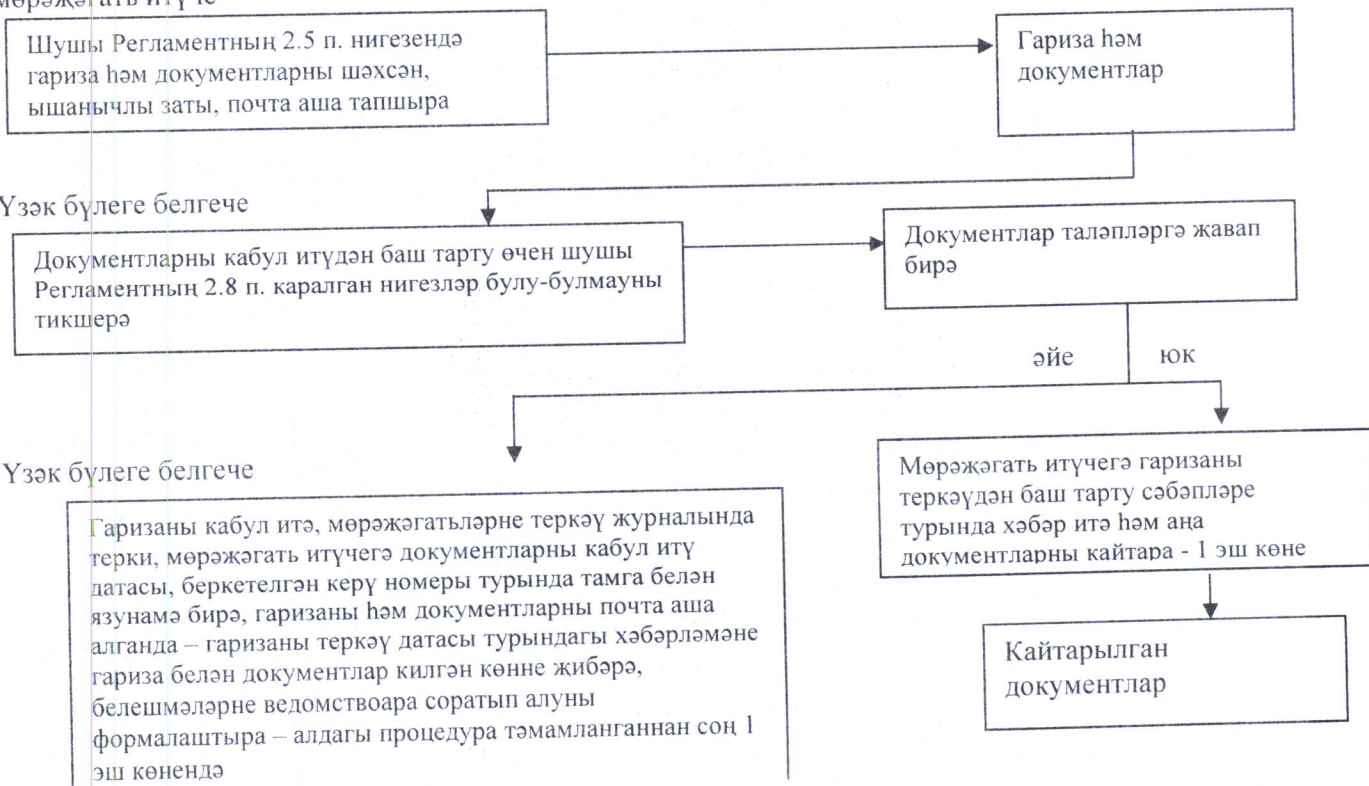 мөрәҗәгать итүче
Шушы Регламентның 2.5 п. нигезендә
гариза һәм документларны шәхсән,
ышанычлы заты, почта аша тапшыра
Гариза һәм
документлар
Үзәк бүлеге белгече
Документларны кабул итүдән баш тарту өчен шушы
Регламентның 2.8 п. каралган нигезләр булу-булмауны
тикшерә
Документлар таләпләргә җавап
бирә
әйе
юк
Үзәк бүлеге белгече
Гаризаны кабул итә, мөрәҗәгатьләрне теркәү журналында
терки, мөрәҗәгать итүчегә документларны кабул итү
датасы, беркетелгән керү номеры турында тамга белән
язунамә бирә, гаризаны һәм документларны почта аша
алганда – гаризаны теркәү датасы турындагы хәбәрләмәне
гариза белән документлар килгән көнне җибәрә,
белешмәләрне ведомствоара соратып алуны
формалаштыра – алдагы процедура тәмамланганнан соң 1
эш көнендә
Мөрәҗәгать итүчегә гаризаны
теркәүдән баш тарту сәбәпләре
турында хәбәр итә һәм аңа
документларны кайтара - 1 эш көне
Кайтарылган
документлар